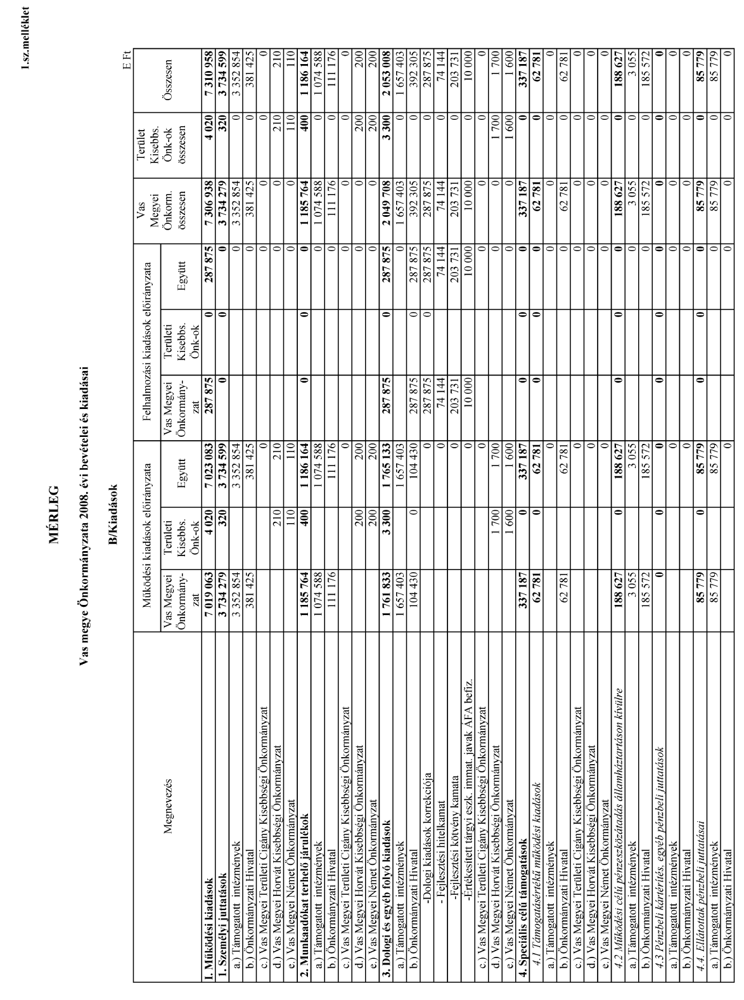 1.sz.melléklet
MÉRLEG
Vas megye Önkormányzata 2008. évi bevételei és kiadásai
B/Kiadások
E Ft
Megnevezés Működési kiadások előirányzata Felhalmozási kiadások előirányzata Vas Megyei Önkorm. összesen Terület Kisebbs. Önk-ok összesen Összesen
Vas Megyei Önkormány-zat Területi Kisebbs. Önk-ok Együtt Vas Megyei Önkormány-zat Területi Kisebbs. Önk-ok Együtt
I. Működési kiadások 7 019 063 4 020 7 023 083 287 875 0 287 875 7 306 938 4 020 7 310 958
1. Személyi juttatások 3 734 279 320 3 734 599 0 0 0 3 734 279 320 3 734 599
a.) Támogatott intézmények 3 352 854 3 352 854 0 3 352 854 0 3 352 854
b.) Önkormányzati Hivatal 381 425 381 425 0 381 425 0 381 425
c.) Vas Megyei Területi Cigány Kisebbségi Önkormányzat 0 0 0 0 0
d.) Vas Megyei Horvát Kisebbségi Önkormányzat 210 210 0 0 210 210
e.) Vas Megyei Német Önkormányzat 110 110 0 0 110 110
2. Munkaadókat terhelő járulékok 1 185 764 400 1 186 164 0 0 0 1 185 764 400 1 186 164
a.) Támogatott intézmények 1 074 588 1 074 588 0 1 074 588 0 1 074 588
b.) Önkormányzati Hivatal 111 176 111 176 0 111 176 0 111 176
c.) Vas Megyei Területi Cigány Kisebbségi Önkormányzat 0 0 0 0 0
d.) Vas Megyei Horvát Kisebbségi Önkormányzat 200 200 0 0 200 200
e.) Vas Megyei Német Önkormányzat 200 200 0 0 200 200
3. Dologi és egyéb folyó kiadások 1 761 833 3 300 1 765 133 287 875 0 287 875 2 049 708 3 300 2 053 008
a.) Támogatott intézmények 1 657 403 1 657 403 0 1 657 403 0 1 657 403
b.) Önkormányzati Hivatal 104 430 0 104 430 287 875 0 287 875 392 305 0 392 305
-Dologi kiadások korrekciója 0 287 875 0 287 875 287 875 0 287 875
- Fejlesztési hitelkamat 0 74 144 74 144 74 144 0 74 144
-Fejlesztési kötvény kamata 0 203 731 203 731 203 731 0 203 731
-Értékesített tárgyi eszk. immat. javak ÁFA befiz. 0 10 000 10 000 10 000 0 10 000
c.) Vas Megyei Területi Cigány Kisebbségi Önkormányzat 0 0 0 0 0
d.) Vas Megyei Horvát Kisebbségi Önkormányzat 1 700 1 700 0 0 1 700 1 700
e.) Vas Megyei Német Önkormányzat 1 600 1 600 0 0 1 600 1 600
4. Speciális célú támogatások 337 187 0 337 187 0 0 0 337 187 0 337 187
4.1 Támogatásértékű működési kiadások 62 781 0 62 781 0 0 0 62 781 0 62 781
a.) Támogatott intézmények 0 0 0 0 0
b.) Önkormányzati Hivatal 62 781 62 781 0 62 781 0 62 781
c.) Vas Megyei Területi Cigány Kisebbségi Önkormányzat 0 0 0 0 0
d.) Vas Megyei Horvát Kisebbségi Önkormányzat 0 0 0 0 0
e.) Vas Megyei Német Önkormányzat 0 0 0 0 0
4.2 Működési célú pénzeszközátadás államháztartáson kívülre 188 627 0 188 627 0 0 0 188 627 0 188 627
a.) Támogatott intézmények 3 055 3 055 0 3 055 0 3 055
b.) Önkormányzati Hivatal 185 572 185 572 0 185 572 0 185 572
4.3 Pénzbeli kártérítés, egyéb pénzbeli juttatások 0 0 0 0 0 0 0 0 0
a.) Támogatott intézmények 0 0 0 0 0
b.) Önkormányzati Hivatal 0 0 0 0 0
4.4. Ellátottak pénzbeli juttatásai 85 779 0 85 779 0 0 0 85 779 0 85 779
a.) Támogatott intézmények 85 779 85 779 0 85 779 0 85 779
b.) Önkormányzati Hivatal 0 0 0 0 0